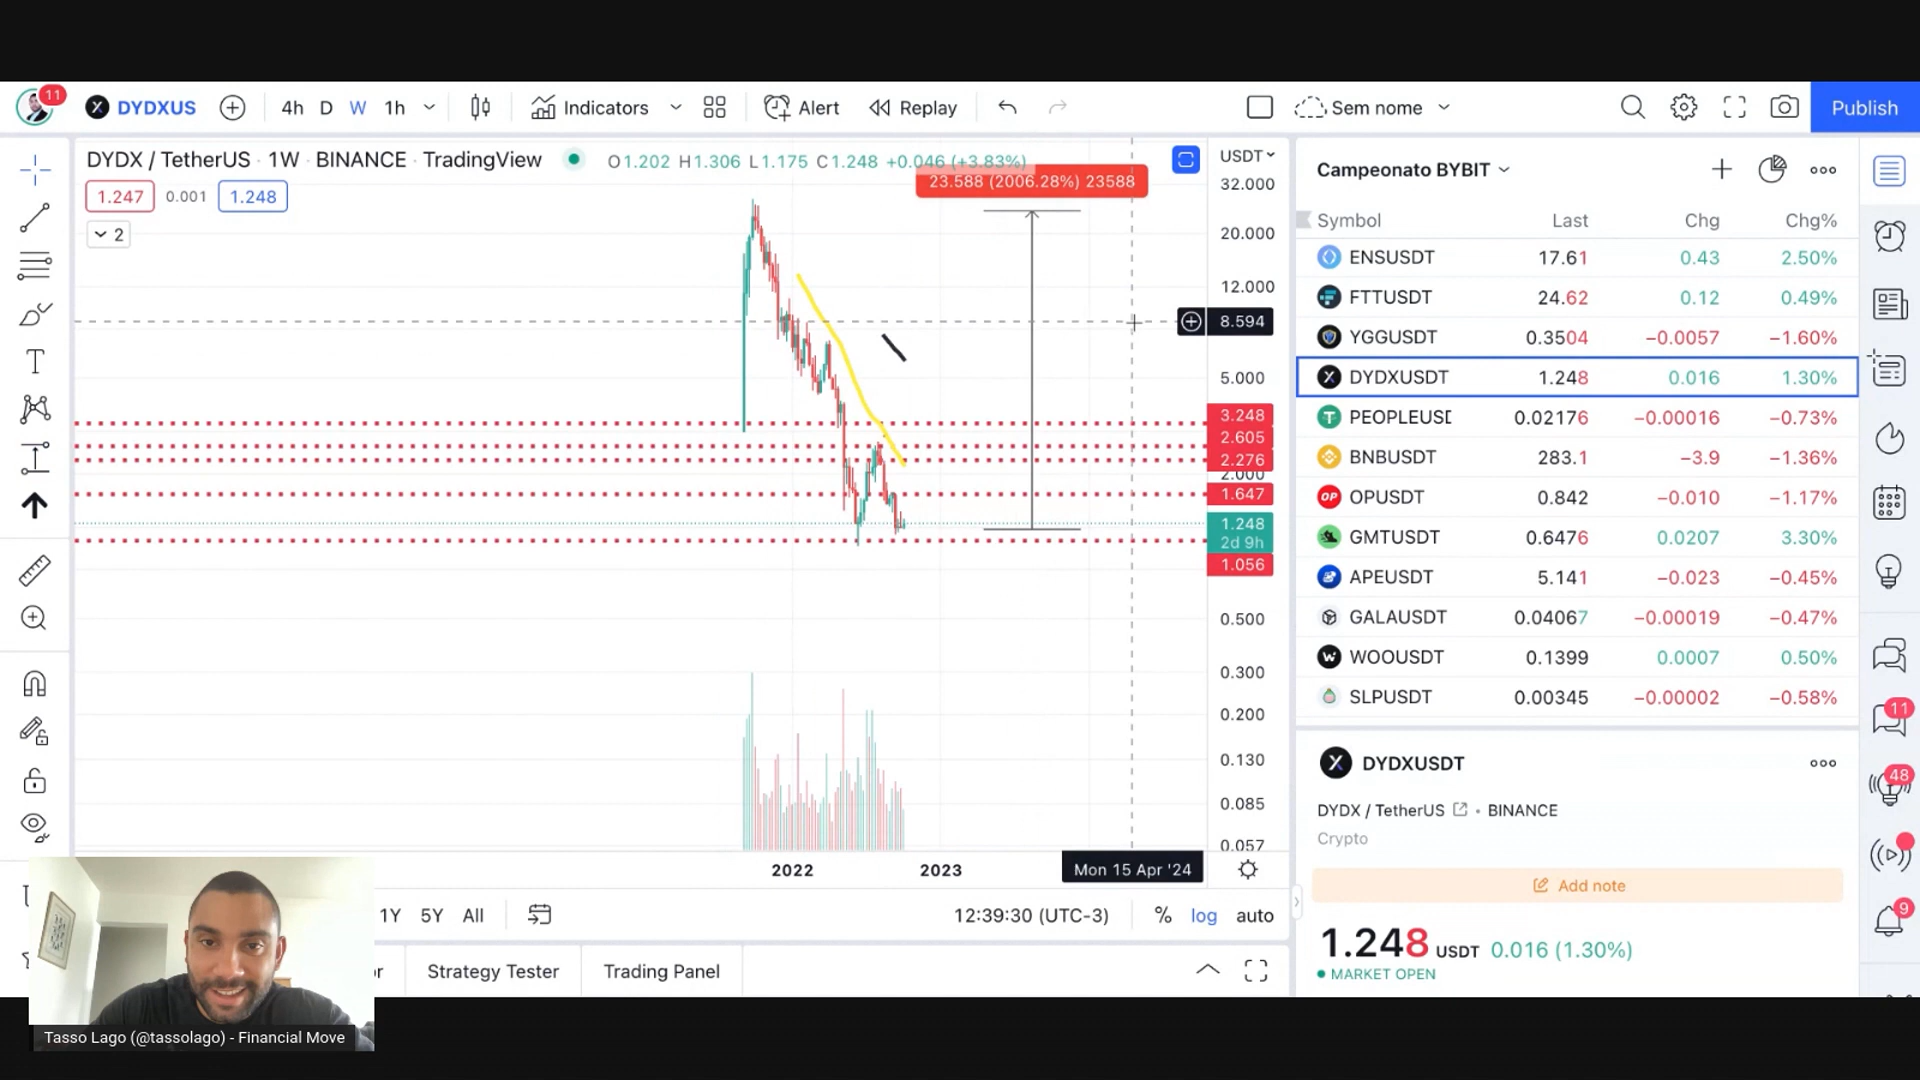 11
DYDXUS
4h D W 1h
Indicators
Alert
Replay
Sem nome
Publish
DYDX / TetherUS · 1W · BINANCE · TradingView
O1.202 H1.306 L1.175 C1.248 +0.046 (+3.83%)
1.247 0.001 1.248
2
23.588 (2006.28%) 23588
USDT
32.000
20.000
12.000
8.594
5.000
3.248
2.605
2.276
2.000
1.647
1.248
2d 9h
1.056
0.500
0.300
0.200
0.130
0.085
0.057
2022 2023 Mon 15 Apr '24
1Y 5Y All
12:39:30 (UTC-3) % log auto
r Strategy Tester Trading Panel
Campeonato BYBIT
Symbol Last Chg Chg%
ENSUSDT 17.61 0.43 2.50%
FTTUSDT 24.62 0.12 0.49%
YGGUSDT 0.3504 −0.0057 −1.60%
DYDXUSDT 1.248 0.016 1.30%
PEOPLEUSD 0.02176 −0.00016 −0.73%
BNBUSDT 283.1 −3.9 −1.36%
OP OPUSDT 0.842 −0.010 −1.17%
GMTUSDT 0.6476 0.0207 3.30%
APEUSDT 5.141 −0.023 −0.45%
GALAUSDT 0.04067 −0.00019 −0.47%
WOOUSDT 0.1399 0.0007 0.50%
SLPUSDT 0.00345 −0.00002 −0.58%
DYDXUSDT
DYDX / TetherUS · BINANCE
Crypto
Add note
1.248 USDT 0.016 (1.30%)
MARKET OPEN
11
48
9
Tasso Lago (@tassolago) - Financial Move